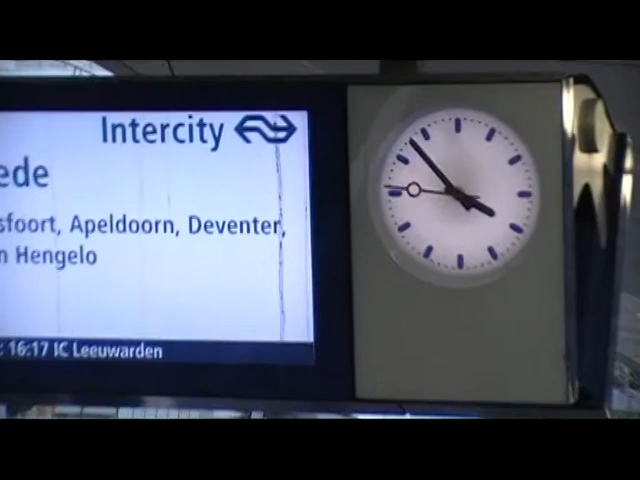 Intercity
ede
sfoort, Apeldoorn, Deventer,
n Hengelo
: 16:17 IC Leeuwarden